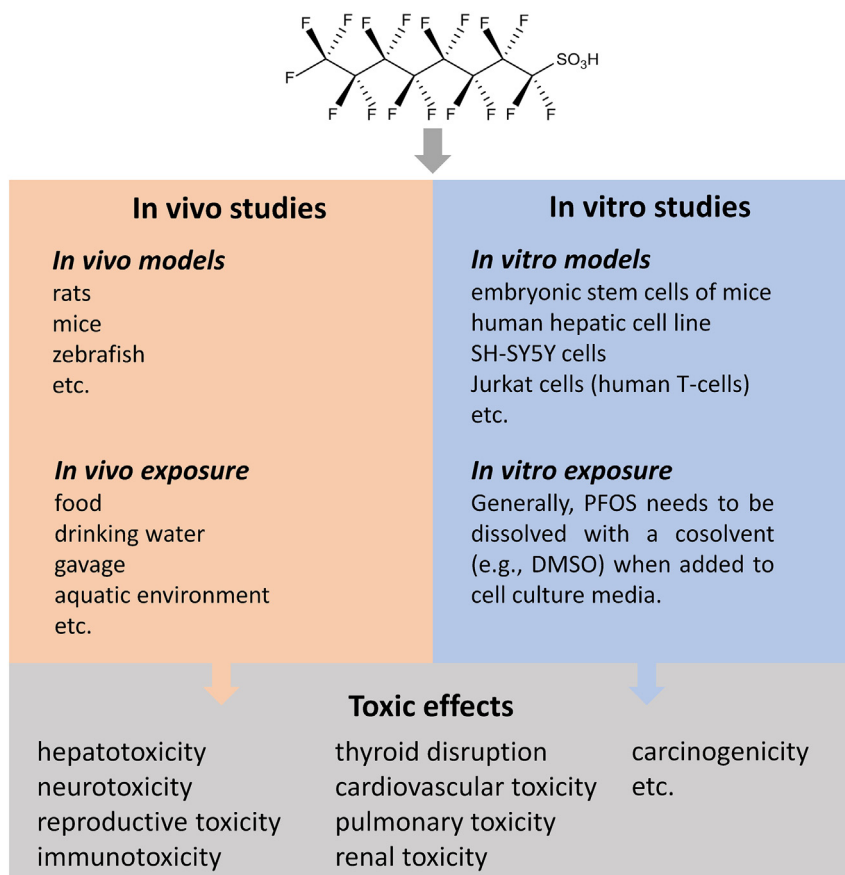 F F F F F F F F
SO₃H
F
F F F F F F F F
In vivo studies
In vivo models
rats
mice
zebrafish
etc.
In vivo exposure
food
drinking water
gavage
aquatic environment
etc.
In vitro studies
In vitro models
embryonic stem cells of mice
human hepatic cell line
SH-SY5Y cells
Jurkat cells (human T-cells)
etc.
In vitro exposure
Generally, PFOS needs to be
dissolved with a cosolvent
(e.g., DMSO) when added to
cell culture media.
Toxic effects
hepatotoxicity
neurotoxicity
reproductive toxicity
immunotoxicity
thyroid disruption
cardiovascular toxicity
pulmonary toxicity
renal toxicity
carcinogenicity
etc.